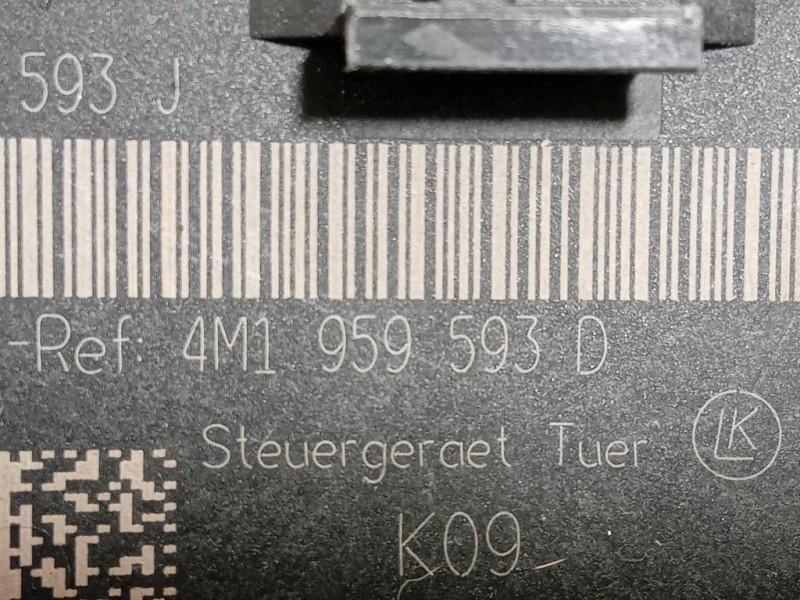 593 J
-Ref: 4M1 959 593 D
Steuergeraet Tuer LK
K09